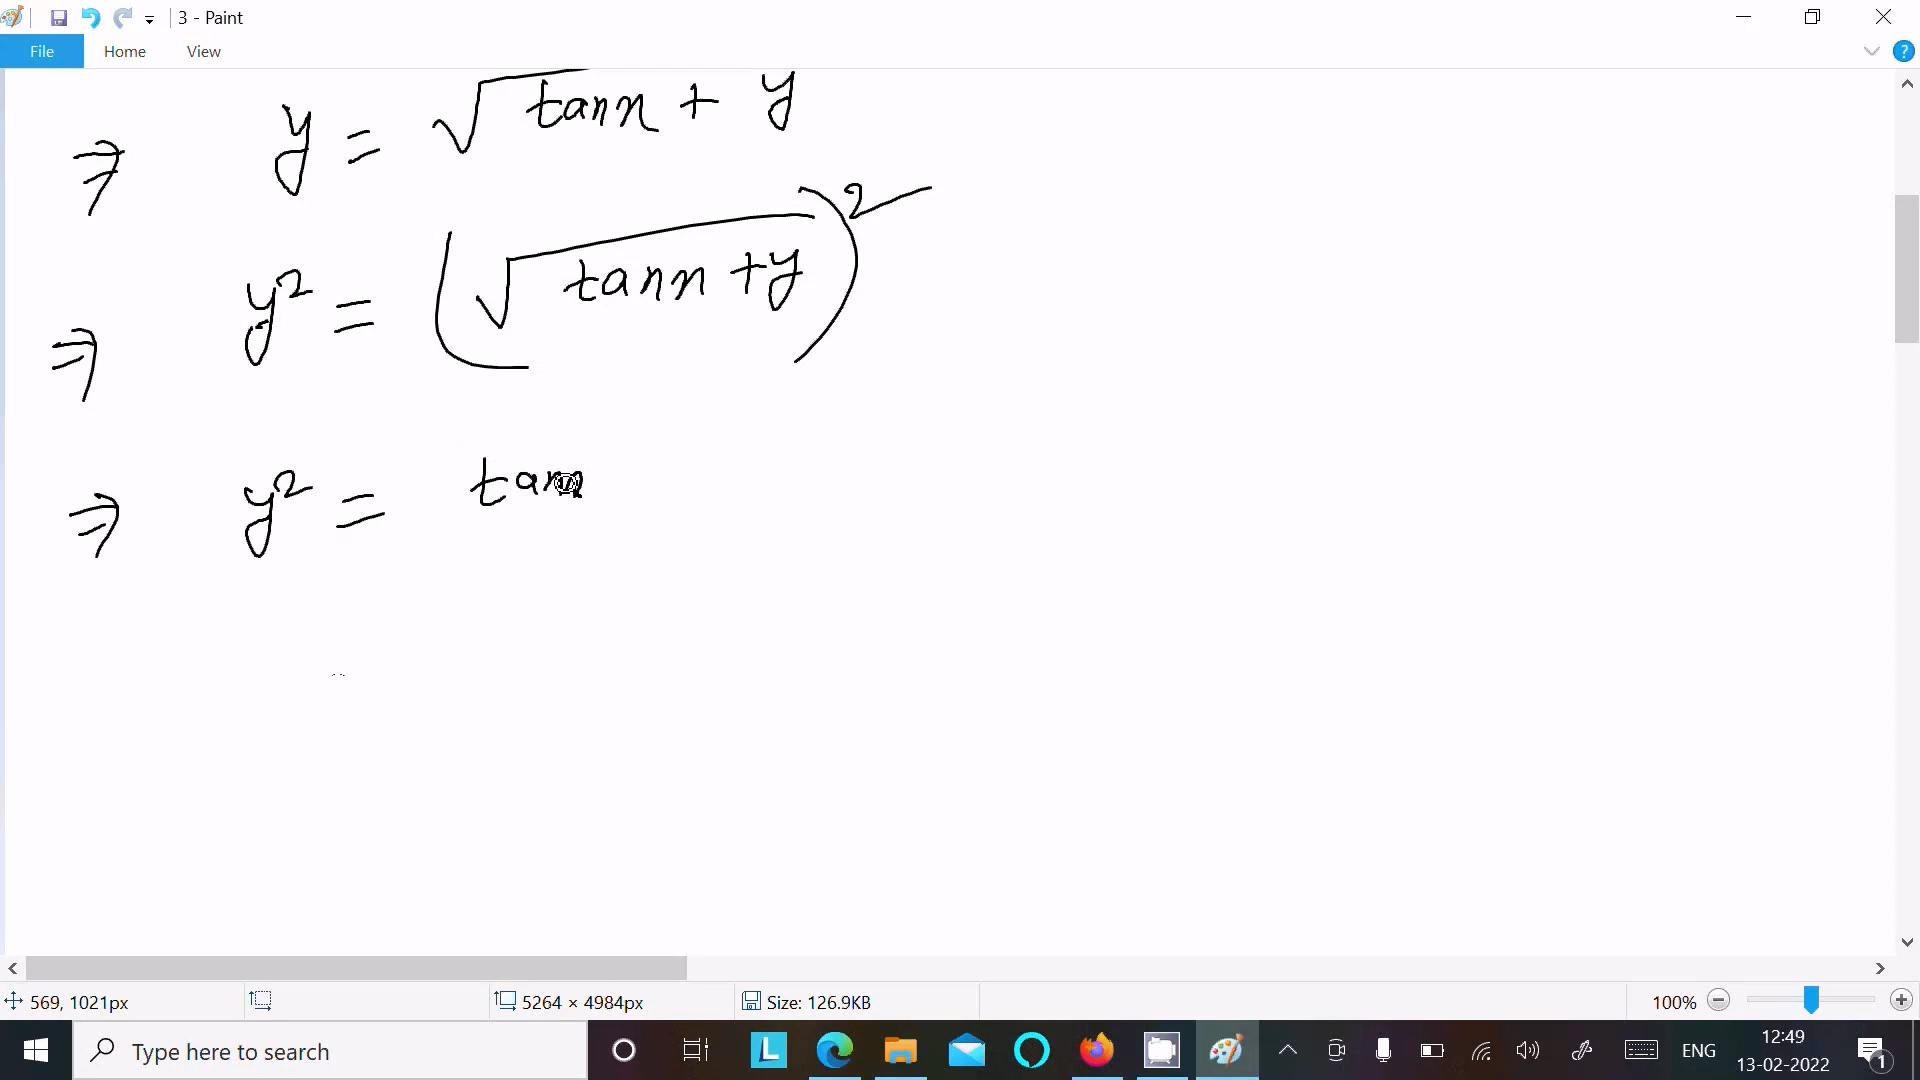 3 - Paint
File Home View
⇒ y = √tanx + y
⇒ y² = (√tanx + y)²
⇒ y² = tan
569, 1021px 5264 × 4984px Size: 126.9KB 100%
Type here to search L ENG 12:49
13-02-2022 1